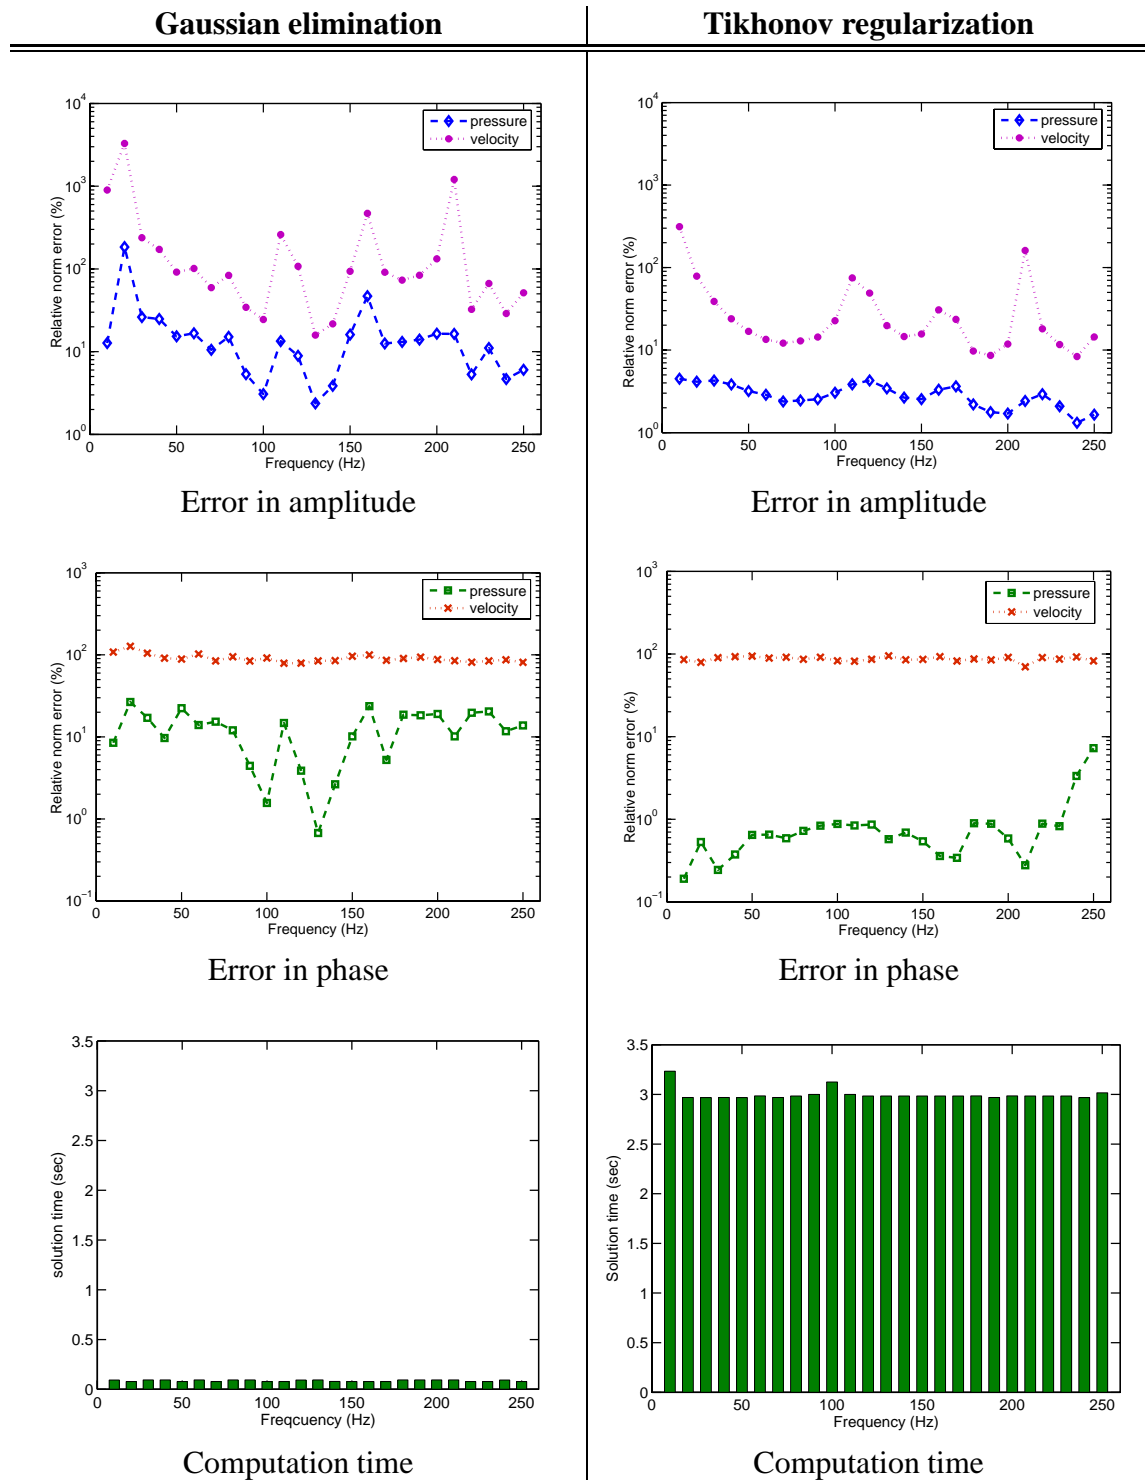 Gaussian elimination
Tikhonov regularization
10^4
10^3
10^2
10^1
10^0
Relative norm error (%)
pressure
velocity
0 50 100 150 200 250
Frequency (Hz)
Error in amplitude
10^4
10^3
10^2
10^1
10^0
Relative norm error (%)
pressure
velocity
0 50 100 150 200 250
Frequency (Hz)
Error in amplitude
10^3
10^2
10^1
10^0
10^−1
Relative norm error (%)
pressure
velocity
0 50 100 150 200 250
Frequency (Hz)
Error in phase
10^3
10^2
10^1
10^0
10^−1
Relative norm error (%)
pressure
velocity
0 50 100 150 200 250
Frequency (Hz)
Error in phase
3.5
3
2.5
2
1.5
1
0.5
0
solution time (sec)
50 100 150 200 250
Freqcuency (Hz)
Computation time
3.5
3
2.5
2
1.5
1
0.5
0
Solution time (sec)
0 50 100 150 200 250
Frequency (Hz)
Computation time